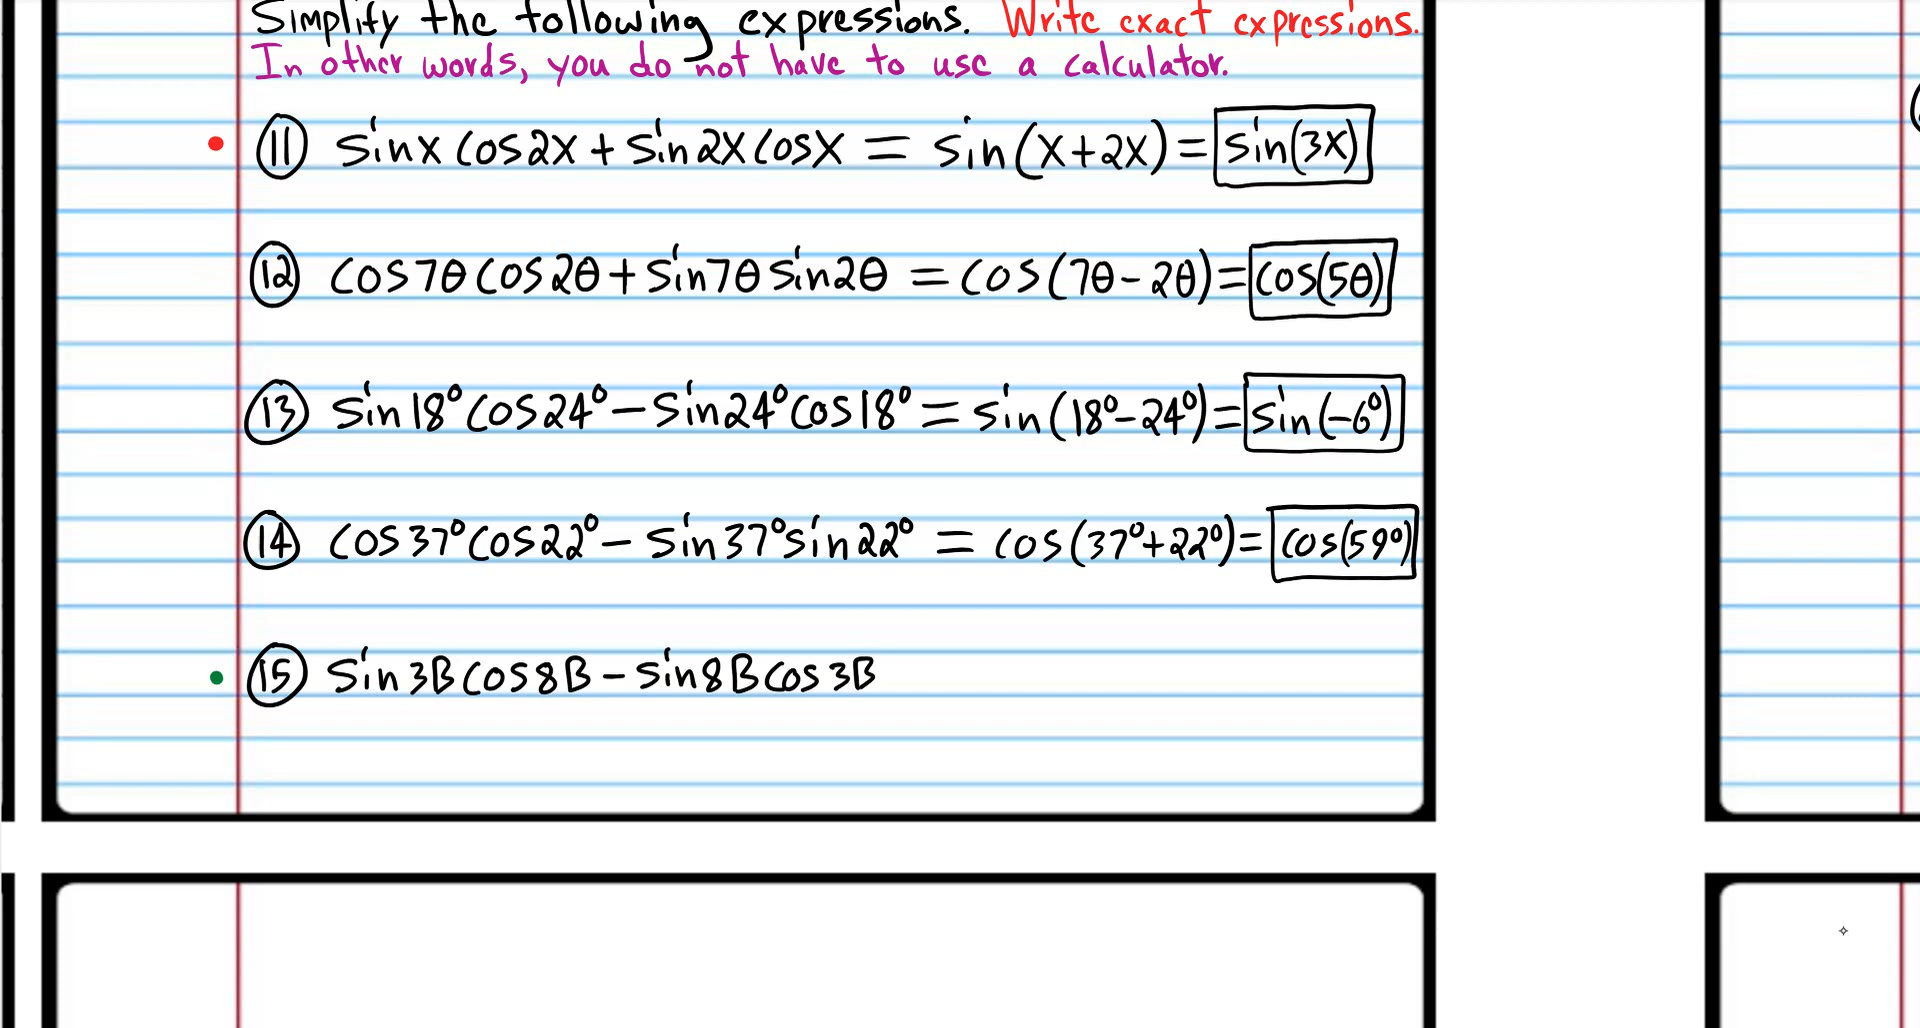 Simplify the following expressions. Write exact expressions.
In other words, you do not have to use a calculator.
⑪ sinx cos2x + sin2x cosx = sin(x+2x) = sin(3x)
⑫ cos7θ cos2θ + sin7θ sin2θ = cos(7θ-2θ) = cos(5θ)
⑬ sin18° cos24° - sin24° cos18° = sin(18°-24°) = sin(-6°)
⑭ cos37° cos22° - sin37° sin22° = cos(37°+22°) = cos(59°)
⑮ sin3B cos8B - sin8B cos3B